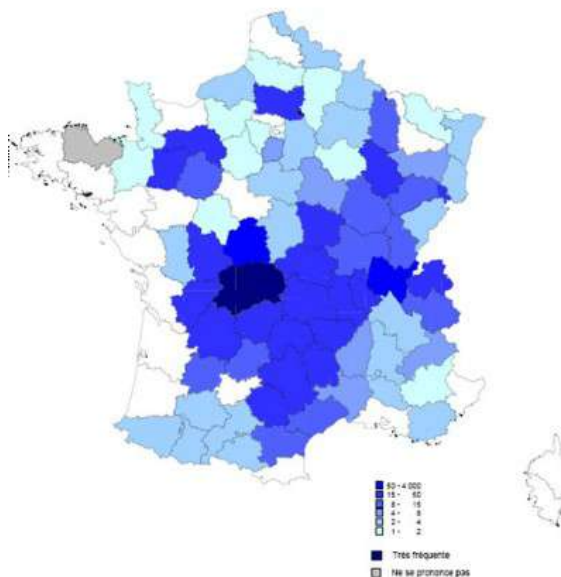 50 - 4 000
15 - 50
8 - 15
4 - 8
2 - 4
1 - 2
Très fréquente
Ne se prononce pas